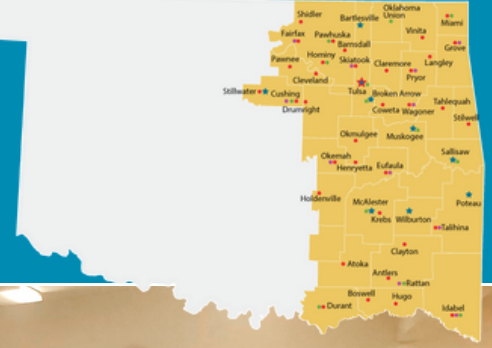 Shidler
Oklahoma
Union
Bartlesville
Miami
Vinita
Fairfax
Pawhuska
Grove
Barnsdall
Hominy
Skiatook
Langley
Pawnee
Claremore
Pryor
Cleveland
Stillwater
Cushing
Tulsa
Broken Arrow
Drumright
Coweta
Wagoner
Tahlequah
Stilwell
Okmulgee
Muskogee
Sallisaw
Okemah
Henryetta
Eufaula
Holdenville
McAlester
Krebs
Wilburton
Poteau
Talihina
Clayton
Atoka
Antlers
Rattan
Boswell
Hugo
Durant
Idabel